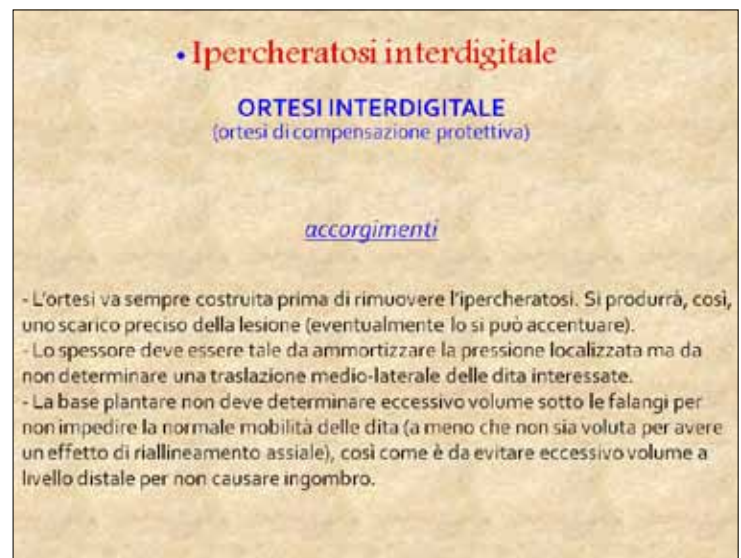 • Ipercheratosi interdigitale
ORTESI INTERDIGITALE
(ortesi di compensazione protettiva)
accorgimenti
- L'ortesi va sempre costruita prima di rimuovere l'ipercheratosi. Si produrrà, così,
uno scarico preciso della lesione (eventualmente lo si può accentuare).
- Lo spessore deve essere tale da ammortizzare la pressione localizzata ma da
non determinare una traslazione medio-laterale delle dita interessate.
- La base plantare non deve determinare eccessivo volume sotto le falangi per
non impedire la normale mobilità delle dita (a meno che non sia voluta per avere
un effetto di riallineamento assiale), così come è da evitare eccessivo volume a
livello distale per non causare ingombro.